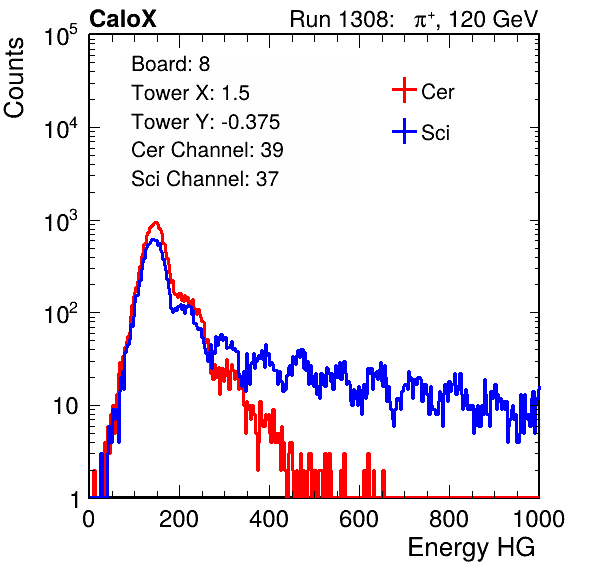 CaloX Run 1308: π⁺, 120 GeV
Counts
10⁵
10⁴
10³
10²
10
1
Board: 8
Tower X: 1.5
Tower Y: -0.375
Cer Channel: 39
Sci Channel: 37
Cer
Sci
0 200 400 600 800 1000
Energy HG